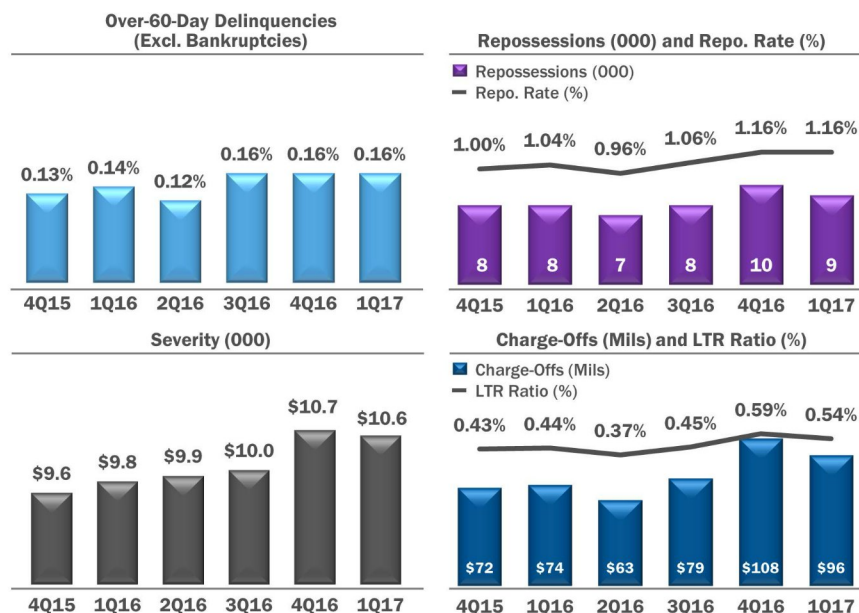 Over-60-Day Delinquencies
(Excl. Bankruptcies)
0.13% 0.14% 0.12% 0.16% 0.16% 0.16%
4Q15 1Q16 2Q16 3Q16 4Q16 1Q17
Repossessions (000) and Repo. Rate (%)
Repossessions (000)
Repo. Rate (%)
1.00% 1.04% 0.96% 1.06% 1.16% 1.16%
8 8 7 8 10 9
4Q15 1Q16 2Q16 3Q16 4Q16 1Q17
Severity (000)
$9.6 $9.8 $9.9 $10.0 $10.7 $10.6
4Q15 1Q16 2Q16 3Q16 4Q16 1Q17
Charge-Offs (Mils) and LTR Ratio (%)
Charge-Offs (Mils)
LTR Ratio (%)
0.43% 0.44% 0.37% 0.45% 0.59% 0.54%
$72 $74 $63 $79 $108 $96
4Q15 1Q16 2Q16 3Q16 4Q16 1Q17